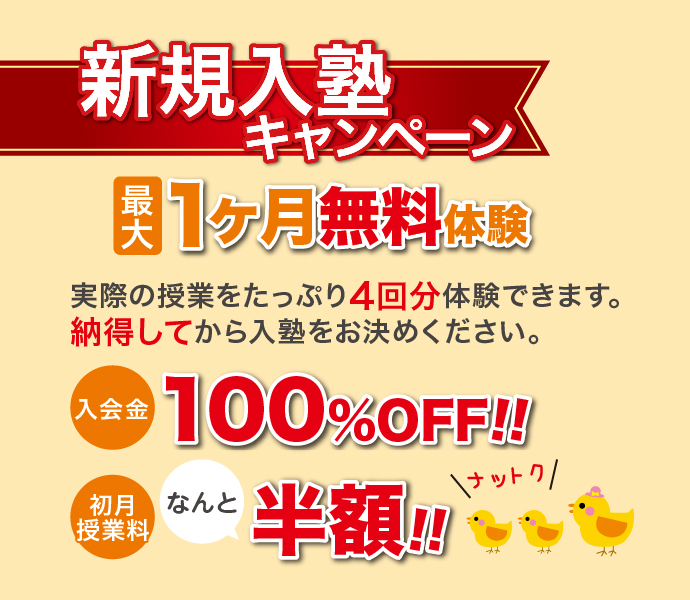 新規入塾
キャンペーン
最大
1ケ月無料体験
実際の授業をたっぷり4回分体験できます。
納得してから入塾をお決めください。
入会金
100%OFF!!
初月
授業料
なんと
半額!!
ナットク